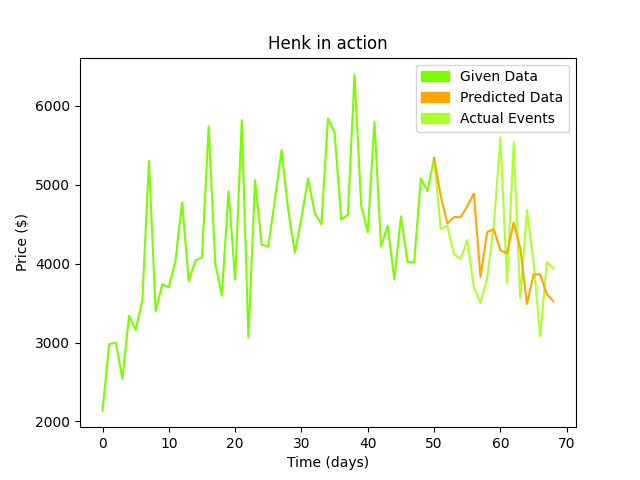 Henk in action
Given Data
Predicted Data
Actual Events
Price ($)
6000
5000
4000
3000
2000
0 10 20 30 40 50 60 70
Time (days)